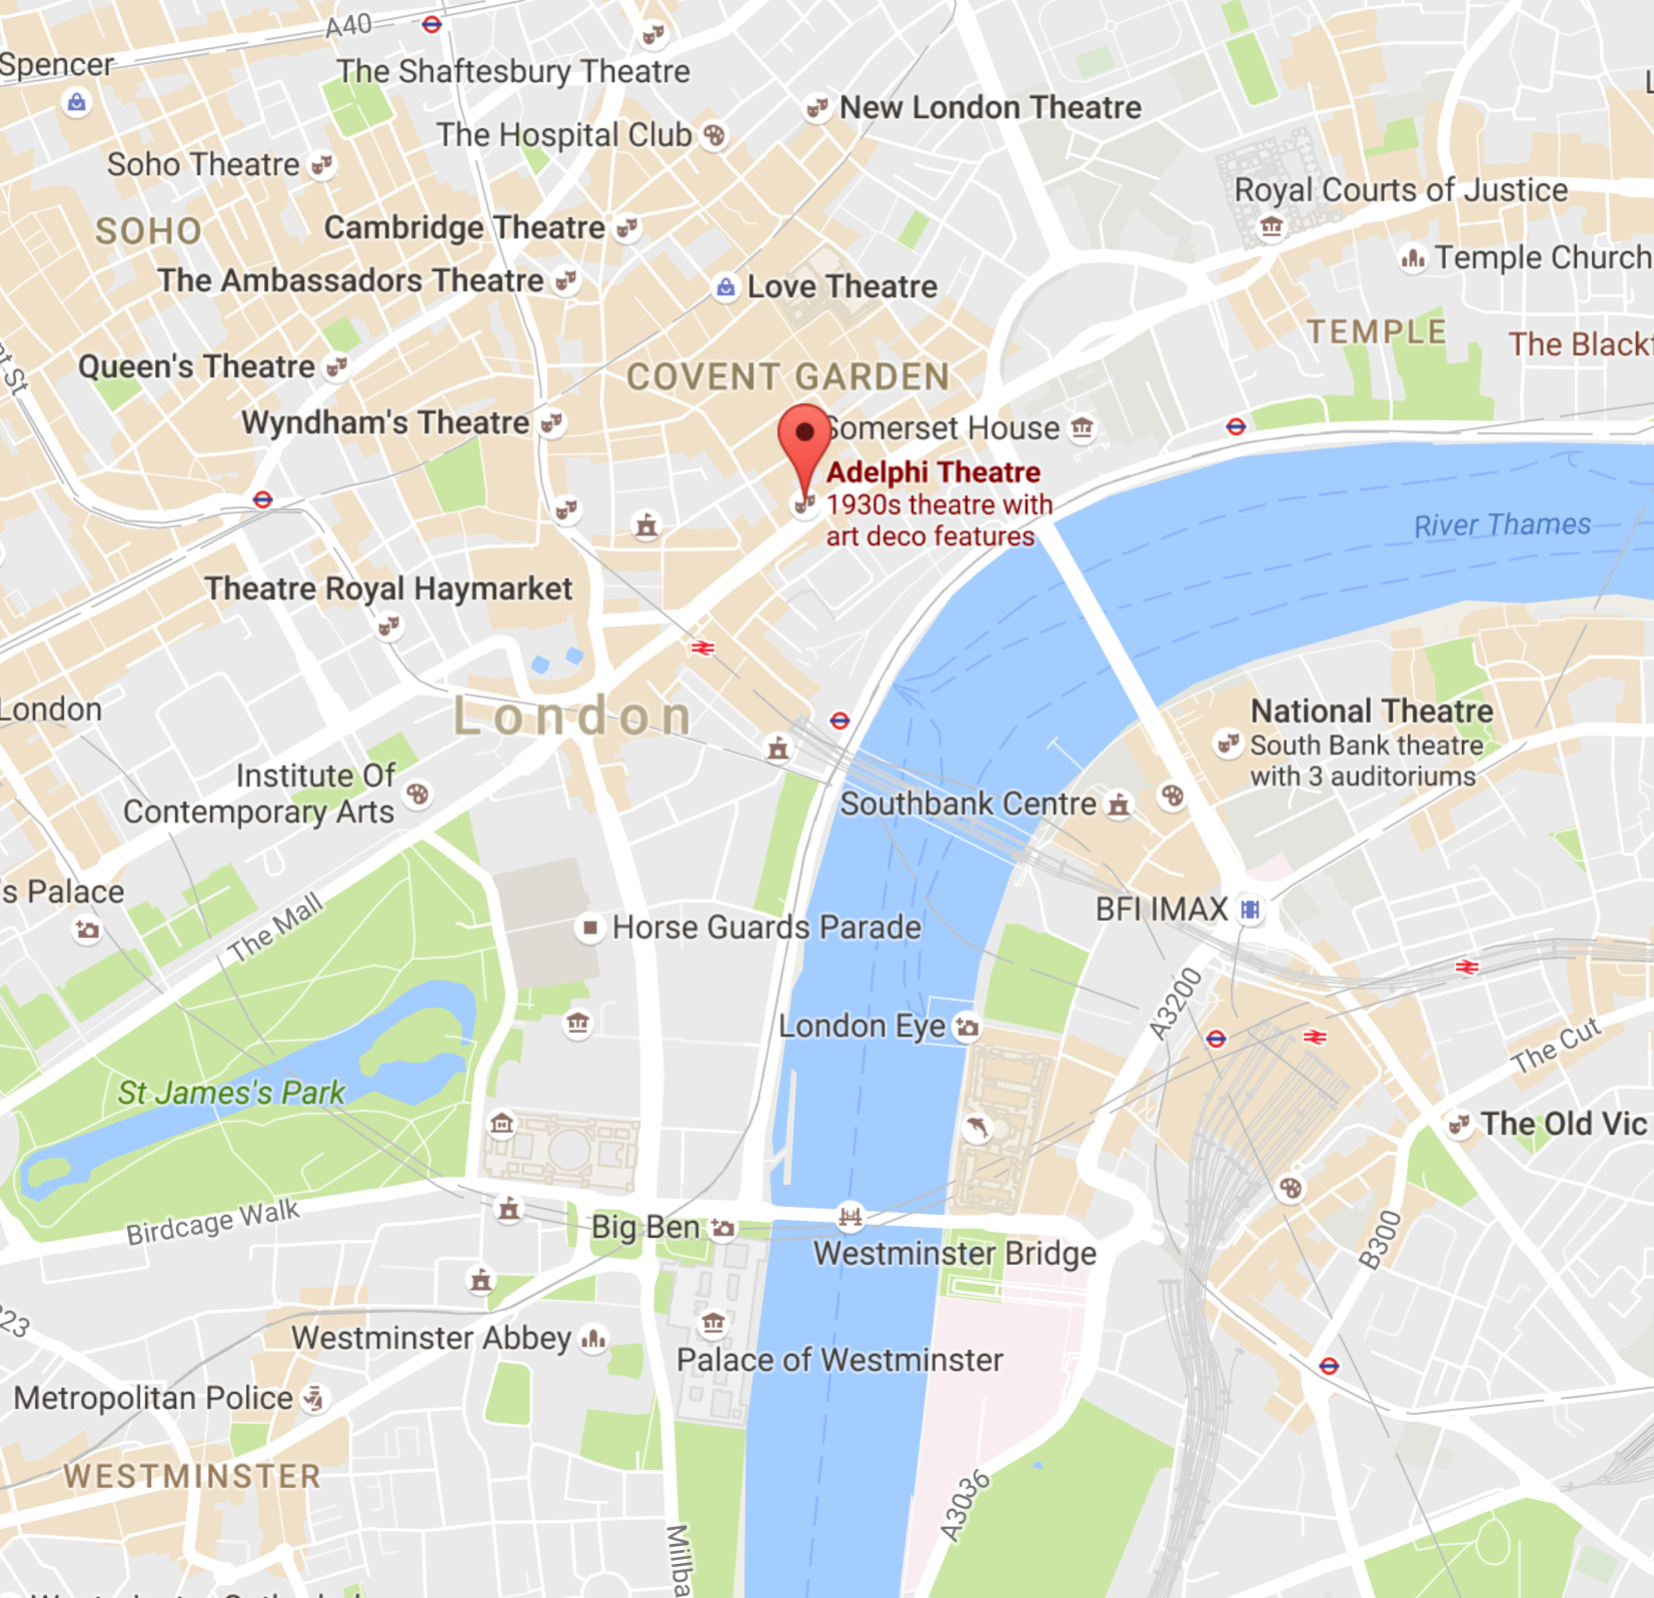 A40
Spencer
The Shaftesbury Theatre
New London Theatre
The Hospital Club
Soho Theatre
Royal Courts of Justice
SOHO
Cambridge Theatre
Temple Church
The Ambassadors Theatre
Love Theatre
TEMPLE
The Blackf
nt St
Queen's Theatre
COVENT GARDEN
Wyndham's Theatre
Somerset House
Adelphi Theatre
1930s theatre with
art deco features
River Thames
Theatre Royal Haymarket
London
London
National Theatre
South Bank theatre
with 3 auditoriums
Institute Of
Contemporary Arts
Southbank Centre
's Palace
The Mall
Horse Guards Parade
BFI IMAX
A3200
London Eye
The Cut
St James's Park
The Old Vic
Birdcage Walk
Big Ben
Westminster Bridge
B300
223
Westminster Abbey
Palace of Westminster
Metropolitan Police
WESTMINSTER
A3036
Millba